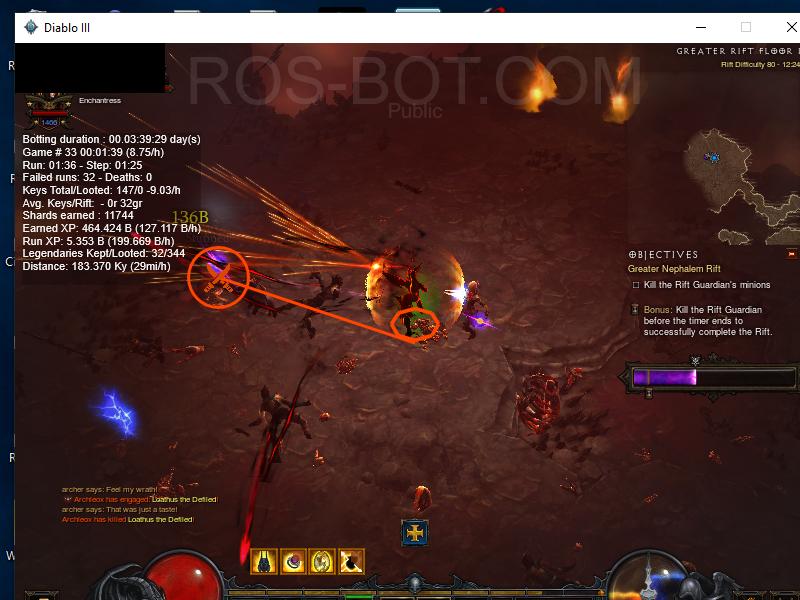 Diablo III
GREATER RIFT FLOOR
Rift Difficulty 80 - 12:24
ROS-BOT.COM
Public
Enchantress
1466
Botting duration : 00.03:39:29 day(s)
Game # 33 00:01:39 (8.75/h)
Run: 01:36 - Step: 01:25
Failed runs: 32 - Deaths: 0
Keys Total/Looted: 147/0 -9.03/h
Avg. Keys/Rift: - 0r 32gr
Shards earned : 11744
136B
Earned XP: 464.424 B (127.117 B/h)
Run XP: 5.353 B (199.669 B/h)
Legendaries Kept/Looted: 32/344
Distance: 183.370 Ky (29mi/h)
OBJECTIVES
Greater Nephalem Rift
Kill the Rift Guardian's minions
Bonus: Kill the Rift Guardian
before the timer ends to
successfully complete the Rift.
archer says: Feel my wrath!
Archleox has engaged Loathus the Defiled!
archer says: That was just a taste!
Archleox has killed Loathus the Defiled!